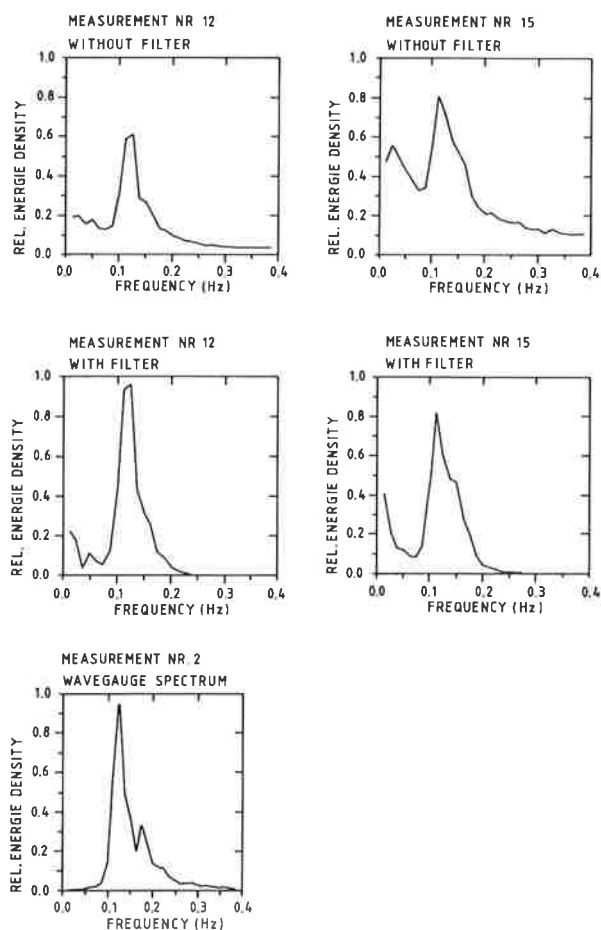 MEASUREMENT NR 12
WITHOUT FILTER
REL. ENERGIE DENSITY
1.0
0.8
0.6
0.4
0.2
0.0
0.0 0.1 0.2 0.3 0.4
FREQUENCY (Hz)
MEASUREMENT NR 15
WITHOUT FILTER
REL. ENERGIE DENSITY
1.0
0.8
0.6
0.4
0.2
0.0
0.0 0.1 0.2 0.3 0.4
FREQUENCY (Hz)
MEASUREMENT NR 12
WITH FILTER
REL. ENERGIE DENSITY
1.0
0.8
0.6
0.4
0.2
0.0
0.0 0.1 0.2 0.3 0.4
FREQUENCY (Hz)
MEASUREMENT NR 15
WITH FILTER
REL. ENERGIE DENSITY
1.0
0.8
0.6
0.4
0.2
0.0
0.0 0.1 0.2 0.3 0.4
FREQUENCY (Hz)
MEASUREMENT NR. 2
WAVEGAUGE SPECTRUM
REL. ENERGIE DENSITY
1.0
0.8
0.6
0.4
0.2
0.0
0.0 0.1 0.2 0.3 0.4
FREQUENCY (Hz)